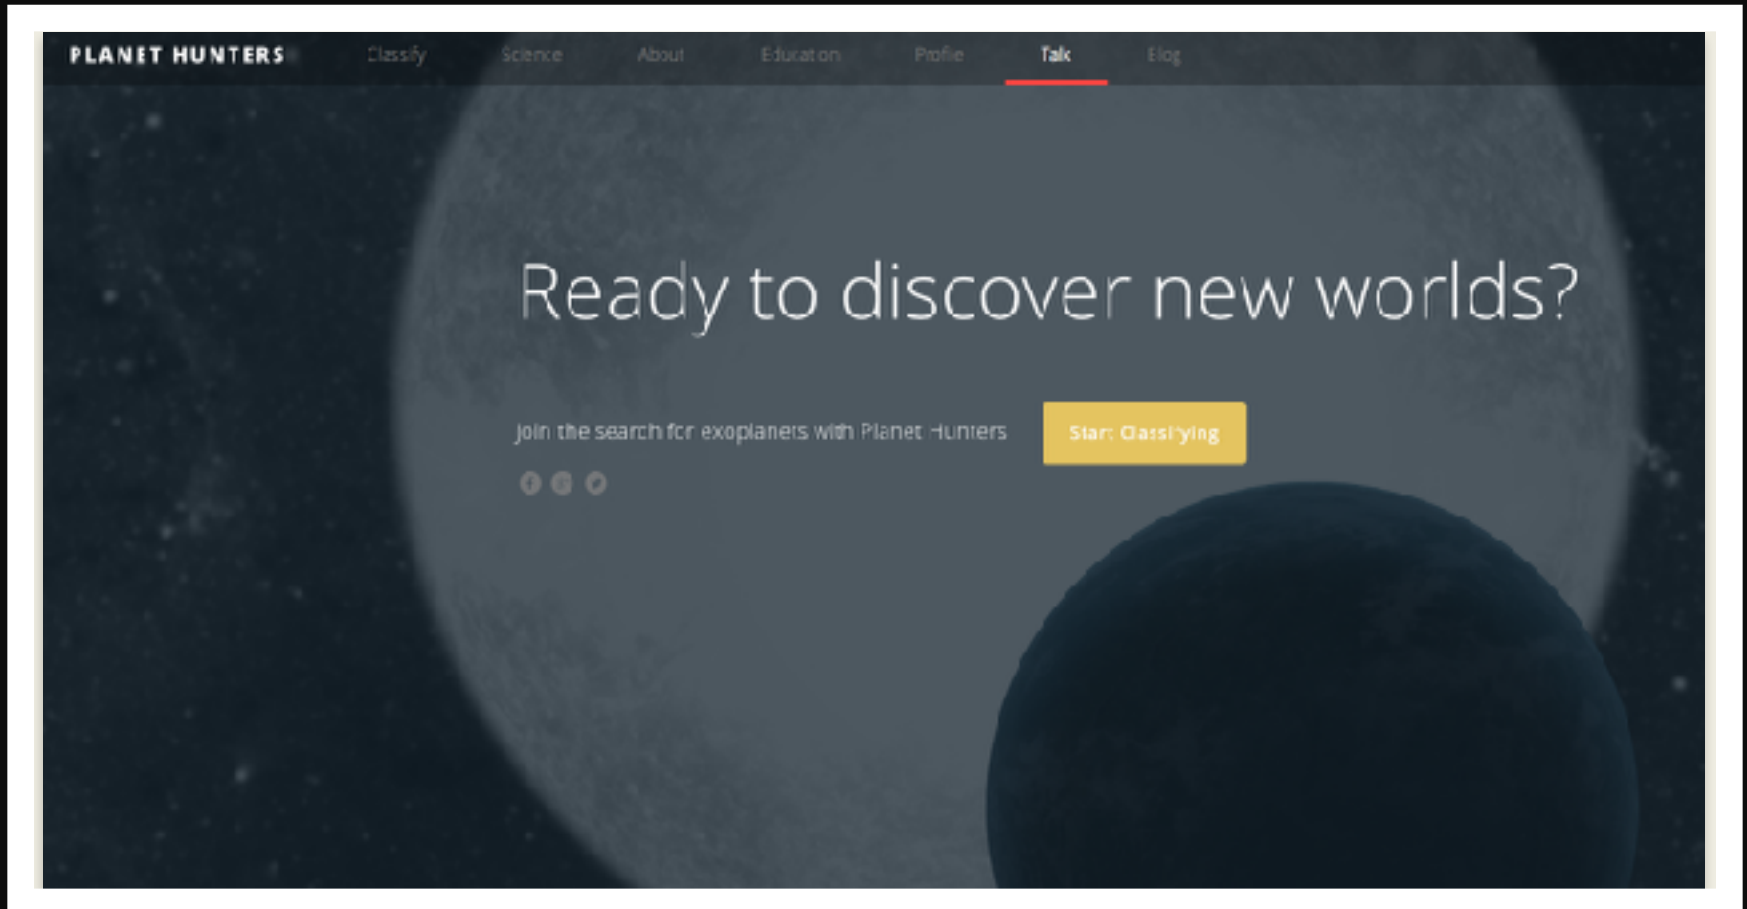 PLANET HUNTERS Classify Science About Education Profile Talk Blog
Ready to discover new worlds?
Join the search for exoplanets with Planet Hunters Start Classifying